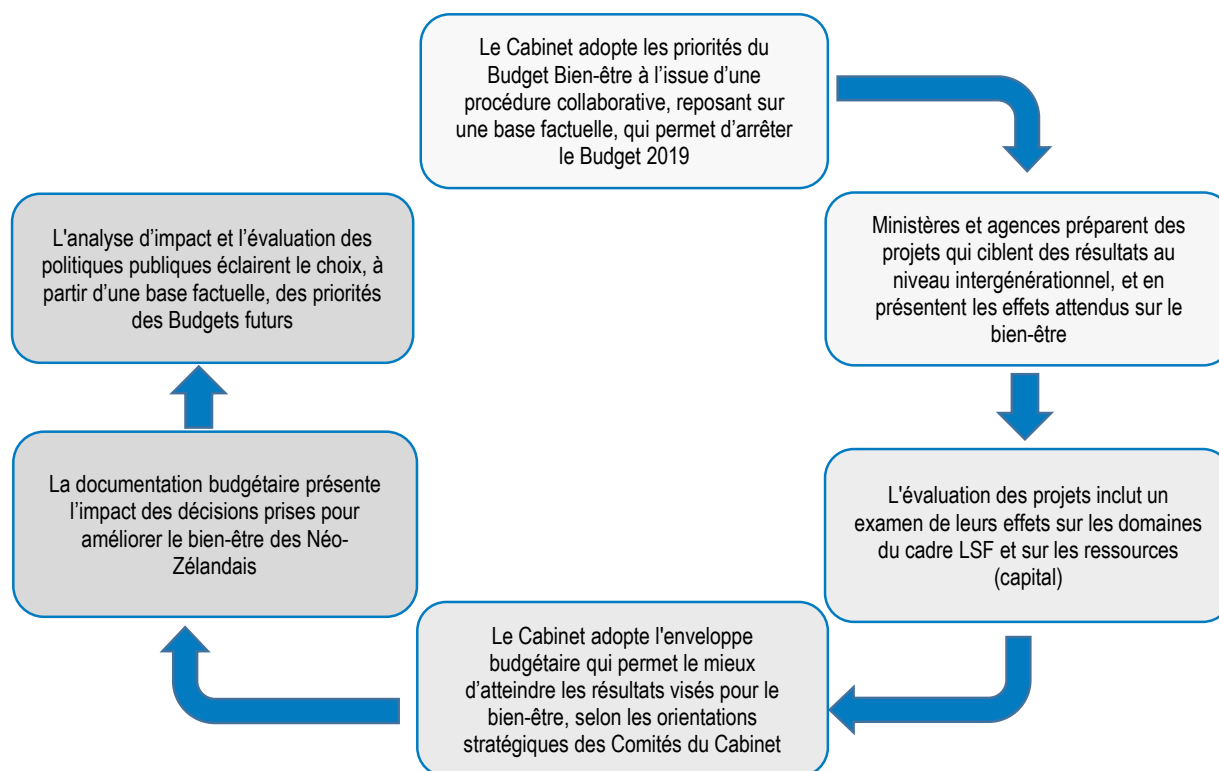 Le Cabinet adopte les priorités du
Budget Bien-être à l’issue d’une
procédure collaborative, reposant sur
une base factuelle, qui permet d’arrêter
le Budget 2019
Ministères et agences préparent des
projets qui ciblent des résultats au
niveau intergénérationnel, et en
présentent les effets attendus sur le
bien-être
L'évaluation des projets inclut un
examen de leurs effets sur les domaines
du cadre LSF et sur les ressources
(capital)
Le Cabinet adopte l'enveloppe
budgétaire qui permet le mieux
d’atteindre les résultats visés pour le
bien-être, selon les orientations
stratégiques des Comités du Cabinet
La documentation budgétaire présente
l’impact des décisions prises pour
améliorer le bien-être des Néo-
Zélandais
L'analyse d’impact et l’évaluation des
politiques publiques éclairent le choix, à
partir d’une base factuelle, des priorités
des Budgets futurs